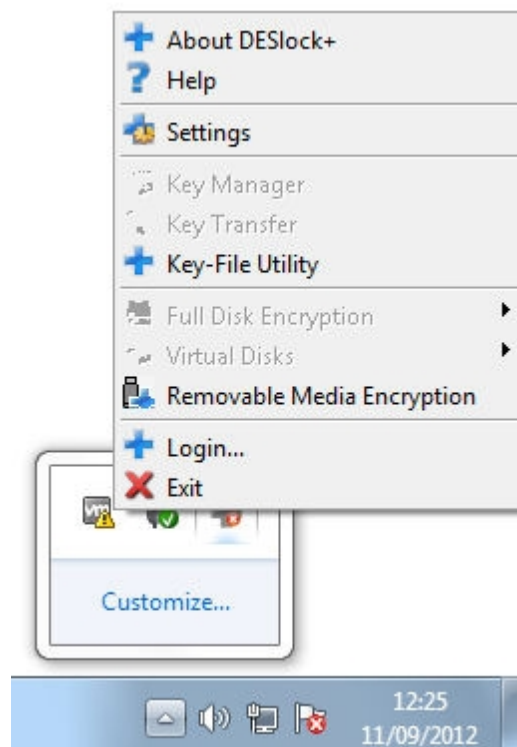 About DESlock+
Help
Settings
Key Manager
Key Transfer
Key-File Utility
Full Disk Encryption
Virtual Disks
Removable Media Encryption
Login...
Exit
vm
Customize...
12:25
11/09/2012